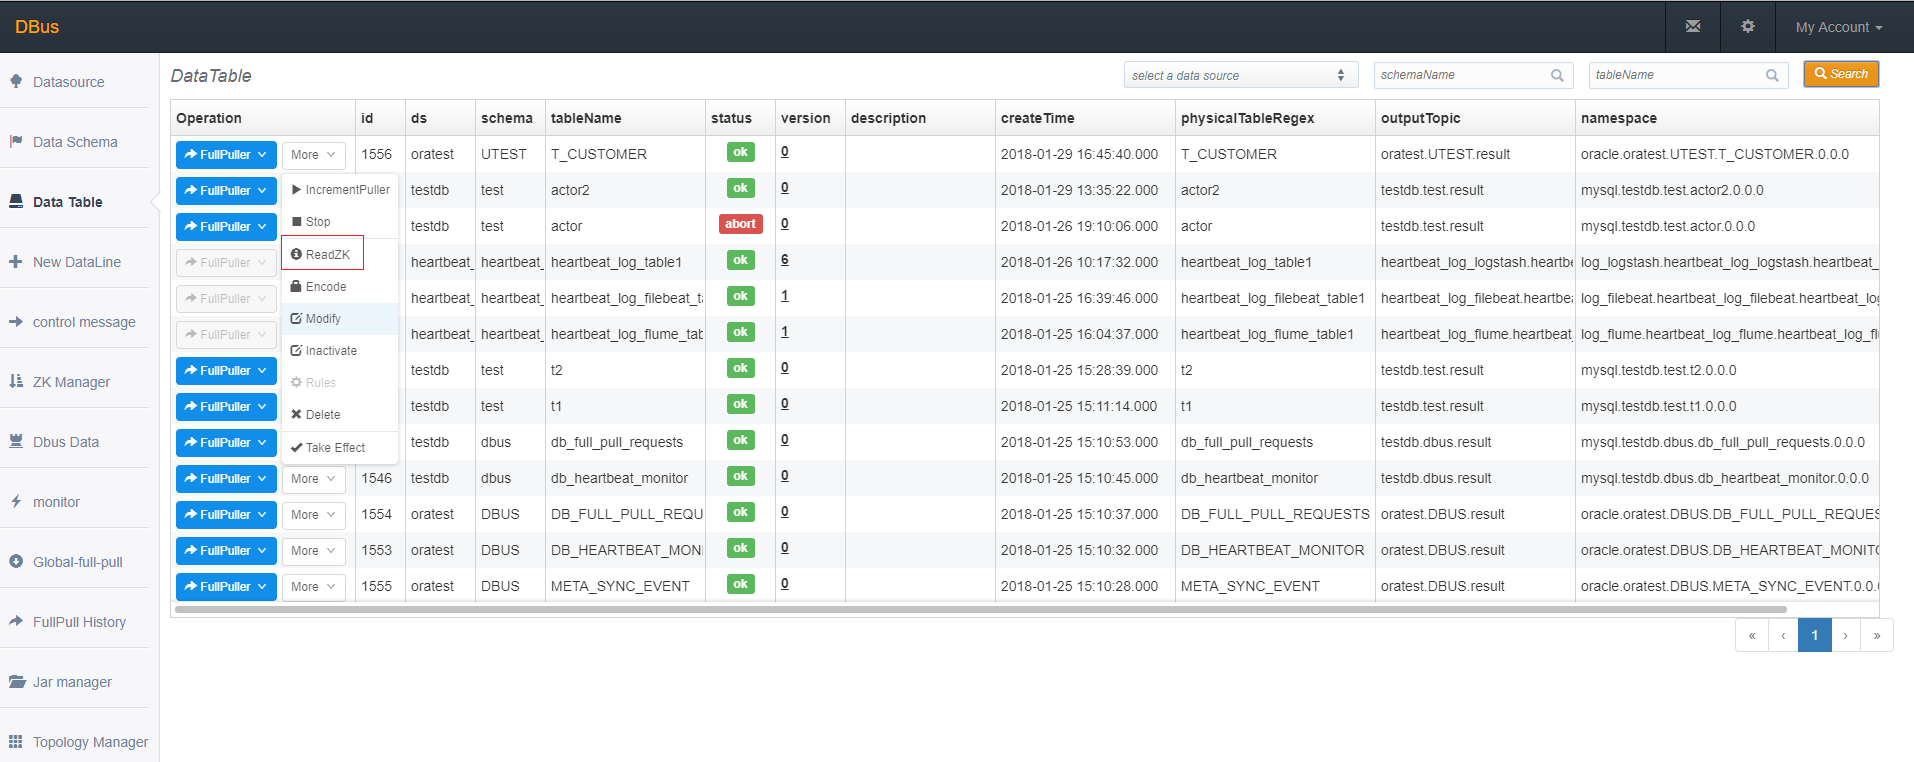 DBus
My Account
Datasource
Data Schema
Data Table
New DataLine
control message
ZK Manager
Dbus Data
monitor
Global-full-pull
FullPull History
Jar manager
Topology Manager
DataTable
select a data source
schemaName
tableName
Search
Operation id ds schema tableName status version description createTime physicalTableRegex outputTopic namespace
FullPuller More 1556 oratest UTEST T_CUSTOMER ok 0 2018-01-29 16:45:40.000 T_CUSTOMER oratest.UTEST.result oracle.oratest.UTEST.T_CUSTOMER.0.0.0
FullPuller testdb test actor2 ok 0 2018-01-29 13:35:22.000 actor2 testdb.test.result mysql.testdb.test.actor2.0.0.0
FullPuller testdb test actor abort 0 2018-01-26 19:10:06.000 actor testdb.test.result mysql.testdb.test.actor.0.0.0
FullPuller heartbeat_ heartbeat_ heartbeat_log_table1 ok 6 2018-01-26 10:17:32.000 heartbeat_log_table1 heartbeat_log_logstash.heartbe log_logstash.heartbeat_log_logstash.heartbeat_
FullPuller heartbeat_ heartbeat_ heartbeat_log_filebeat_t ok 1 2018-01-25 16:39:46.000 heartbeat_log_filebeat_table1 heartbeat_log_filebeat.heartbe log_filebeat.heartbeat_log_filebeat.heartbeat_log
FullPuller heartbeat_ heartbeat_ heartbeat_log_flume_tab ok 1 2018-01-25 16:04:37.000 heartbeat_log_flume_table1 heartbeat_log_flume.heartbeat log_flume.heartbeat_log_flume.heartbeat_log_fl
FullPuller testdb test t2 ok 0 2018-01-25 15:28:39.000 t2 testdb.test.result mysql.testdb.test.t2.0.0.0
FullPuller testdb test t1 ok 0 2018-01-25 15:11:14.000 t1 testdb.test.result mysql.testdb.test.t1.0.0.0
FullPuller testdb dbus db_full_pull_requests ok 0 2018-01-25 15:10:53.000 db_full_pull_requests testdb.dbus.result mysql.testdb.dbus.db_full_pull_requests.0.0.0
FullPuller More 1546 testdb dbus db_heartbeat_monitor ok 0 2018-01-25 15:10:45.000 db_heartbeat_monitor testdb.dbus.result mysql.testdb.dbus.db_heartbeat_monitor.0.0.0
FullPuller More 1554 oratest DBUS DB_FULL_PULL_REQU ok 0 2018-01-25 15:10:37.000 DB_FULL_PULL_REQUESTS oratest.DBUS.result oracle.oratest.DBUS.DB_FULL_PULL_REQUES
FullPuller More 1553 oratest DBUS DB_HEARTBEAT_MONI ok 0 2018-01-25 15:10:32.000 DB_HEARTBEAT_MONITOR oratest.DBUS.result oracle.oratest.DBUS.DB_HEARTBEAT_MONITO
FullPuller More 1555 oratest DBUS META_SYNC_EVENT ok 0 2018-01-25 15:10:28.000 META_SYNC_EVENT oratest.DBUS.result oracle.oratest.DBUS.META_SYNC_EVENT.0.0.0
IncrementPuller
Stop
ReadZK
Encode
Modify
Inactivate
Rules
Delete
Take Effect
« ‹ 1 › »